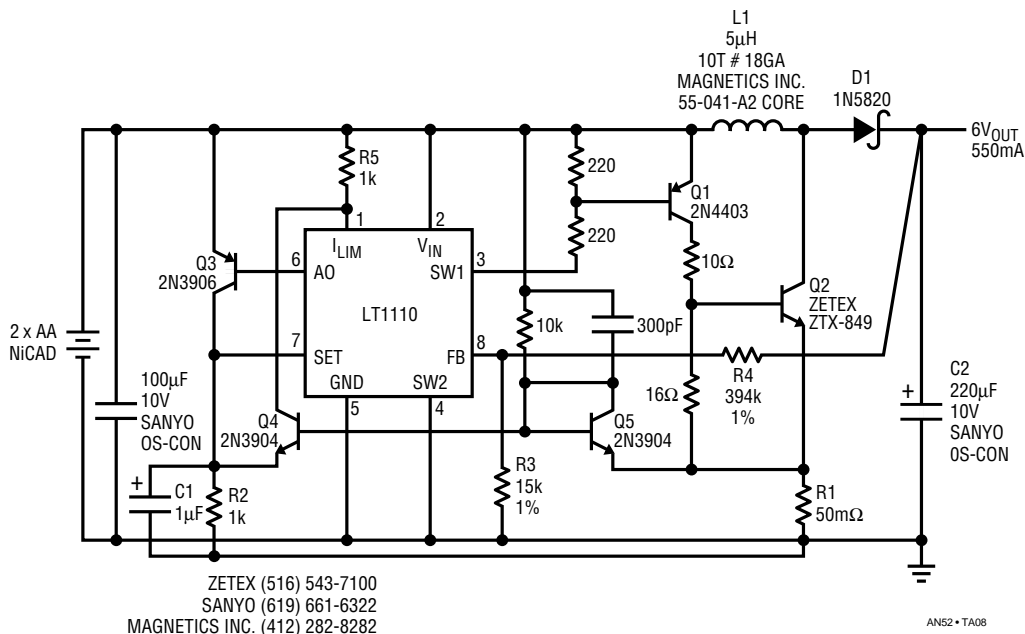 L1
5µH
10T # 18GA
MAGNETICS INC.
55-041-A2 CORE
D1
1N5820
6VOUT
550mA
R5
1k
220
220
Q1
2N4403
1
2
ILIM
VIN
3
SW1
6
AO
Q3
2N3906
10Ω
Q2
ZETEX
ZTX-849
LT1110
2 x AA
NiCAD
10k
300pF
7
SET
8
FB
R4
394k
1%
GND
SW2
5
4
100µF
10V
SANYO
OS-CON
16Ω
+
C2
220µF
10V
SANYO
0S-CON
Q4
2N3904
Q5
2N3904
+
C1
1µF
R2
1k
R3
15k
1%
R1
50mΩ
ZETEX (516) 543-7100
SANYO (619) 661-6322
MAGNETICS INC. (412) 282-8282
AN52 • TA08